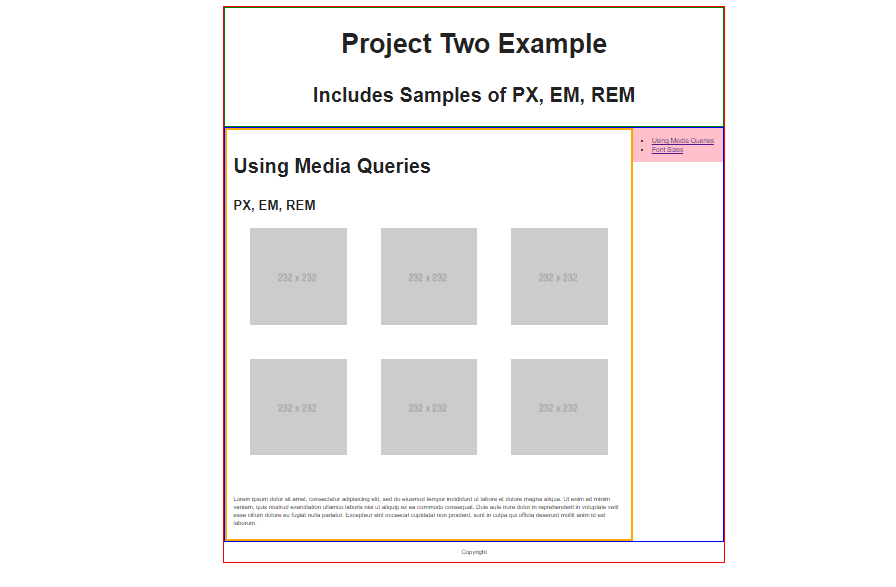 Project Two Example
Includes Samples of PX, EM, REM
Using Media Queries
PX, EM, REM
232 x 232
232 x 232
232 x 232
232 x 232
232 x 232
232 x 232
Lorem ipsum dolor sit amet, consectetur adipisicing elit, sed do eiusmod tempor incididunt ut labore et dolore magna aliqua. Ut enim ad minim
veniam, quis nostrud exercitation ullamco laboris nisi ut aliquip ex ea commodo consequat. Duis aute irure dolor in reprehenderit in voluptate velit
esse cillum dolore eu fugiat nulla pariatur. Excepteur sint occaecat cupidatat non proident, sunt in culpa qui officia deserunt mollit anim id est
laborum.
Using Media Queries
Font Sizes
Copyright